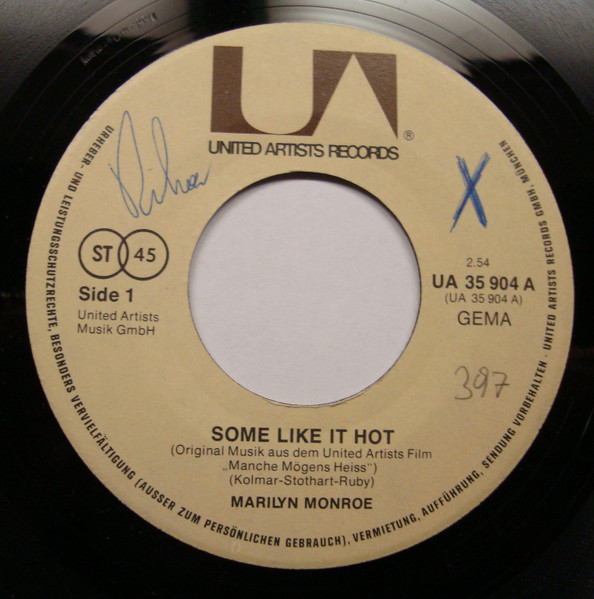 UA
®
UNITED ARTISTS RECORDS
X
ST 45
Side 1
United Artists
Musik GmbH
2.54
UA 35 904 A
(UA 35 904 A)
GEMA
397
SOME LIKE IT HOT
(Original Musik aus dem United Artists Film
„Manche Mögens Heiss”)
(Kolmar-Stothart-Ruby)
MARILYN MONROE
URHEBER- UND LEISTUNGSSCHUTZRECHTE, BESONDERS VERVIELFÄLTIGUNG (AUSSER ZUM PERSÖNLICHEN GEBRAUCH), VERMIETUNG, AUFFÜHRUNG, SENDUNG VORBEHALTEN · UNITED ARTISTS RECORDS GMBH, MÜNCHEN